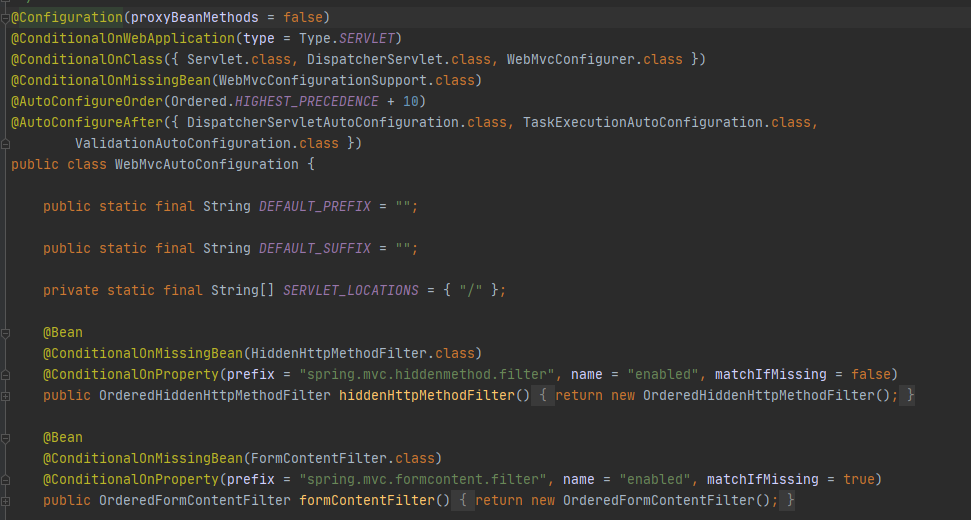 @Configuration(proxyBeanMethods = false)
@ConditionalOnWebApplication(type = Type.SERVLET)
@ConditionalOnClass({ Servlet.class, DispatcherServlet.class, WebMvcConfigurer.class })
@ConditionalOnMissingBean(WebMvcConfigurationSupport.class)
@AutoConfigureOrder(Ordered.HIGHEST_PRECEDENCE + 10)
@AutoConfigureAfter({ DispatcherServletAutoConfiguration.class, TaskExecutionAutoConfiguration.class,
        ValidationAutoConfiguration.class })
public class WebMvcAutoConfiguration {
    public static final String DEFAULT_PREFIX = "";
    public static final String DEFAULT_SUFFIX = "";
    private static final String[] SERVLET_LOCATIONS = { "/" };
    @Bean
    @ConditionalOnMissingBean(HiddenHttpMethodFilter.class)
    @ConditionalOnProperty(prefix = "spring.mvc.hiddenmethod.filter", name = "enabled", matchIfMissing = false)
    public OrderedHiddenHttpMethodFilter hiddenHttpMethodFilter() { return new OrderedHiddenHttpMethodFilter(); }
    @Bean
    @ConditionalOnMissingBean(FormContentFilter.class)
    @ConditionalOnProperty(prefix = "spring.mvc.formcontent.filter", name = "enabled", matchIfMissing = true)
    public OrderedFormContentFilter formContentFilter() { return new OrderedFormContentFilter(); }